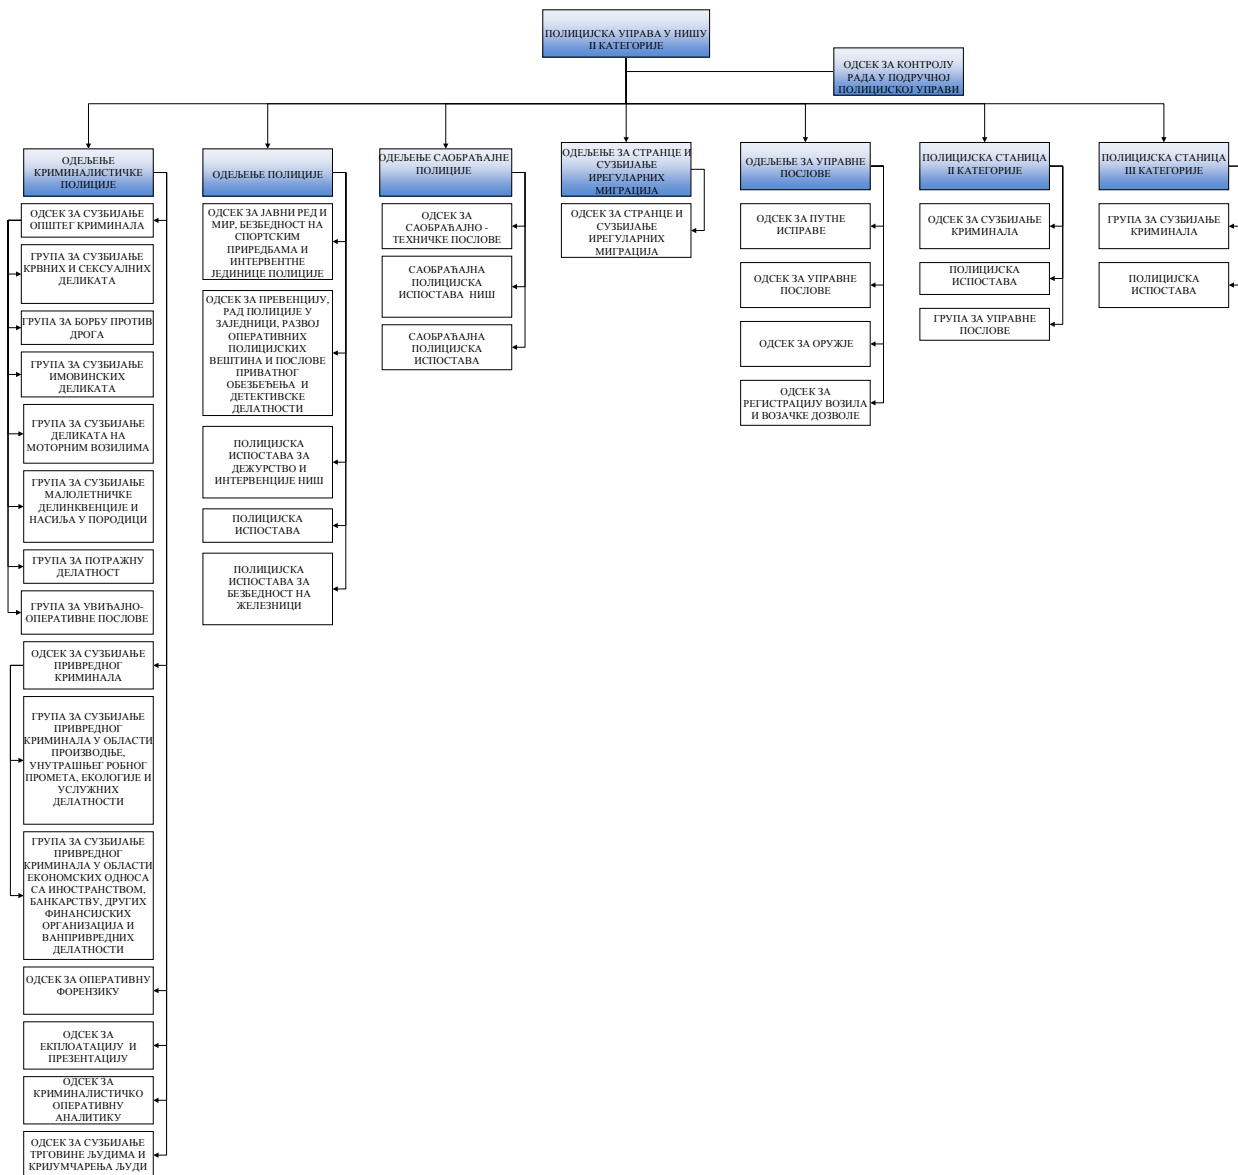 ПОЛИЦИЈСКА УПРАВА У НИШУ
II КАТЕГОРИЈЕ
ОДСЕК ЗА КОНТРОЛУ
РАДА У ПОДРУЧНОЈ
ПОЛИЦИЈСКОЈ УПРАВИ
ОДЕЉЕЊЕ
КРИМИНАЛИСТИЧКЕ
ПОЛИЦИЈЕ
ОДСЕК ЗА СУЗБИЈАЊЕ
ОПШТЕГ КРИМИНАЛА
ГРУПА ЗА СУЗБИЈАЊЕ
КРВНИХ И СЕКСУАЛНИХ
ДЕЛИКАТА
ГРУПА ЗА БОРБУ ПРОТИВ
ДРОГА
ГРУПА ЗА СУЗБИЈАЊЕ
ИМОВИНСКИХ
ДЕЛИКАТА
ГРУПА ЗА СУЗБИЈАЊЕ
ДЕЛИКАТА НА
МОТОРНИМ ВОЗИЛИМА
ГРУПА ЗА СУЗБИЈАЊЕ
МАЛОЛЕТНИЧКЕ
ДЕЛИНКВЕНЦИЈЕ И
НАСИЉА У ПОРОДИЦИ
ГРУПА ЗА ПОТРАЖНУ
ДЕЛАТНОСТ
ГРУПА ЗА УВИЂАЈНО-
ОПЕРАТИВНЕ ПОСЛОВЕ
ОДСЕК ЗА СУЗБИЈАЊЕ
ПРИВРЕДНОГ
КРИМИНАЛА
ГРУПА ЗА СУЗБИЈАЊЕ
ПРИВРЕДНОГ
КРИМИНАЛА У ОБЛАСТИ
ПРОИЗВОДЊЕ,
УНУТРАШЊЕГ РОБНОГ
ПРОМЕТА, ЕКОЛОГИЈЕ И
УСЛУЖНИХ
ДЕЛАТНОСТИ
ГРУПА ЗА СУЗБИЈАЊЕ
ПРИВРЕДНОГ
КРИМИНАЛА У ОБЛАСТИ
ЕКОНОМСКИХ ОДНОСА
СА ИНОСТРАНСТВОМ,
БАНКАРСТВУ, ДРУГИХ
ФИНАНСИЈСКИХ
ОРГАНИЗАЦИЈА И
ВАНПРИВРЕДНИХ
ДЕЛАТНОСТИ
ОДСЕК ЗА ОПЕРАТИВНУ
ФОРЕНЗИКУ
ОДСЕК ЗА
ЕКПЛОАТАЦИЈУ И
ПРЕЗЕНТАЦИЈУ
ОДСЕК ЗА
КРИМИНАЛИСТИЧКО
ОПЕРАТИВНУ
АНАЛИТИКУ
ОДСЕК ЗА СУЗБИЈАЊЕ
ТРГОВИНЕ ЉУДИМА И
КРИЈУМЧАРЕЊА ЉУДИ
ОДЕЉЕЊЕ ПОЛИЦИЈЕ
ОДСЕК ЗА ЈАВНИ РЕД И
МИР, БЕЗБЕДНОСТ НА
СПОРТСКИМ
ПРИРЕДБАМА И
ИНТЕРВЕНТНЕ
ЈЕДИНИЦЕ ПОЛИЦИЈЕ
ОДСЕК ЗА ПРЕВЕНЦИЈУ,
РАД ПОЛИЦИЈЕ У
ЗАЈЕДНИЦИ, РАЗВОЈ
ОПЕРАТИВНИХ
ПОЛИЦИЈСКИХ
ВЕШТИНА И ПОСЛОВЕ
ПРИВАТНОГ
ОБЕЗБЕЂЕЊА И
ДЕТЕКТИВСКЕ
ДЕЛАТНОСТИ
ПОЛИЦИЈСКА
ИСПОСТАВА ЗА
ДЕЖУРСТВО И
ИНТЕРВЕНЦИЈЕ НИШ
ПОЛИЦИЈСКА
ИСПОСТАВА
ПОЛИЦИЈСКА
ИСПОСТАВА ЗА
БЕЗБЕДНОСТ НА
ЖЕЛЕЗНИЦИ
ОДЕЉЕЊЕ САОБРАЋАЈНЕ
ПОЛИЦИЈЕ
ОДСЕК ЗА
САОБРАЋАЈНО -
ТЕХНИЧКЕ ПОСЛОВЕ
САОБРАЋАЈНА
ПОЛИЦИЈСКА
ИСПОСТАВА НИШ
САОБРАЋАЈНА
ПОЛИЦИЈСКА
ИСПОСТАВА
ОДЕЉЕЊЕ ЗА СТРАНЦЕ И
СУЗБИЈАЊЕ
ИРЕГУЛАРНИХ
МИГРАЦИЈА
ОДСЕК ЗА СТРАНЦЕ И
СУЗБИЈАЊЕ
ИРЕГУЛАРНИХ
МИГРАЦИЈА
ОДЕЉЕЊЕ ЗА УПРАВНЕ
ПОСЛОВЕ
ОДСЕК ЗА ПУТНЕ
ИСПРАВЕ
ОДСЕК ЗА УПРАВНЕ
ПОСЛОВЕ
ОДСЕК ЗА ОРУЖЈЕ
ОДСЕК ЗА
РЕГИСТРАЦИЈУ ВОЗИЛА
И ВОЗАЧКЕ ДОЗВОЛЕ
ПОЛИЦИЈСКА СТАНИЦА
II КАТЕГОРИЈЕ
ОДСЕК ЗА СУЗБИЈАЊЕ
КРИМИНАЛА
ПОЛИЦИЈСКА
ИСПОСТАВА
ГРУПА ЗА УПРАВНЕ
ПОСЛОВЕ
ПОЛИЦИЈСКА СТАНИЦА
III КАТЕГОРИЈЕ
ГРУПА ЗА СУЗБИЈАЊЕ
КРИМИНАЛА
ПОЛИЦИЈСКА
ИСПОСТАВА